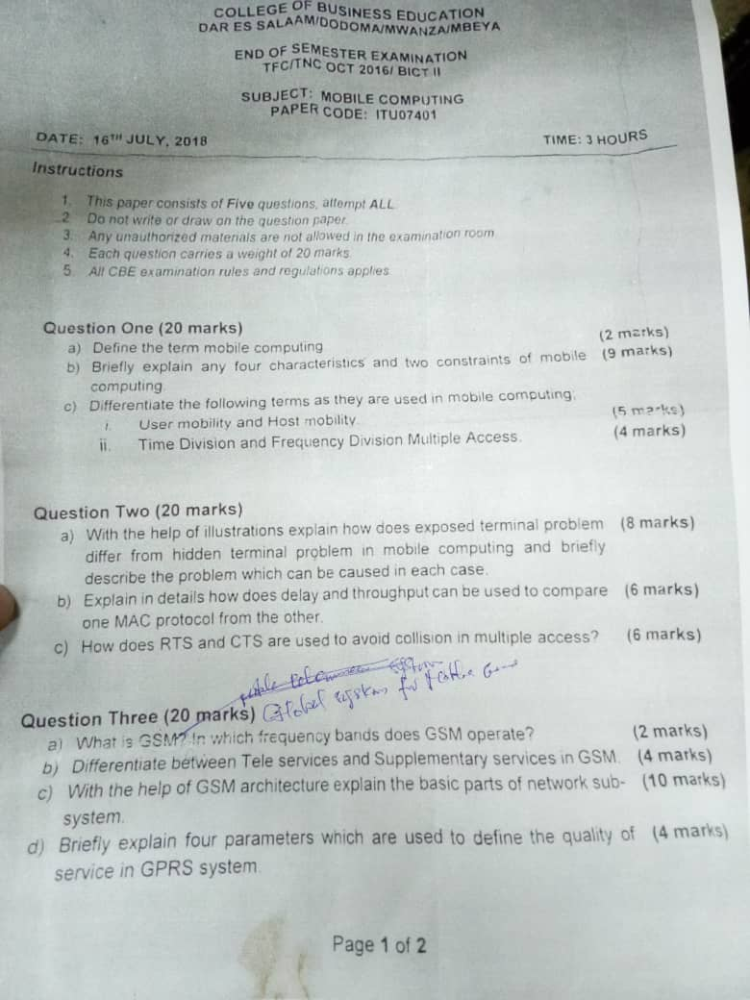 COLLEGE OF BUSINESS EDUCATION
DAR ES SALAAM/DODOMA/MWANZA/MBEYA
END OF SEMESTER EXAMINATION
TFC/TNC OCT 2016/ BICT II
SUBJECT: MOBILE COMPUTING
PAPER CODE: ITU07401
DATE: 16TH JULY, 2018 TIME: 3 HOURS
Instructions
1. This paper consists of Five questions, attempt ALL
2 Do not write or draw on the question paper.
3. Any unauthorized materials are not allowed in the examination room
4. Each question carries a weight of 20 marks
5 All CBE examination rules and regulations applies
Question One (20 marks)
a) Define the term mobile computing (2 marks)
b) Briefly explain any four characteristics and two constraints of mobile (9 marks)
computing
c) Differentiate the following terms as they are used in mobile computing;
i. User mobility and Host mobility (5 marks)
ii. Time Division and Frequency Division Multiple Access. (4 marks)
Question Two (20 marks)
a) With the help of illustrations explain how does exposed terminal problem (8 marks)
differ from hidden terminal problem in mobile computing and briefly
describe the problem which can be caused in each case.
b) Explain in details how does delay and throughput can be used to compare (6 marks)
one MAC protocol from the other.
c) How does RTS and CTS are used to avoid collision in multiple access? (6 marks)
Global system for
Question Three (20 marks)
a) What is GSM? In which frequency bands does GSM operate? (2 marks)
b) Differentiate between Tele services and Supplementary services in GSM. (4 marks)
c) With the help of GSM architecture explain the basic parts of network sub- (10 marks)
system.
d) Briefly explain four parameters which are used to define the quality of (4 marks)
service in GPRS system.
Page 1 of 2